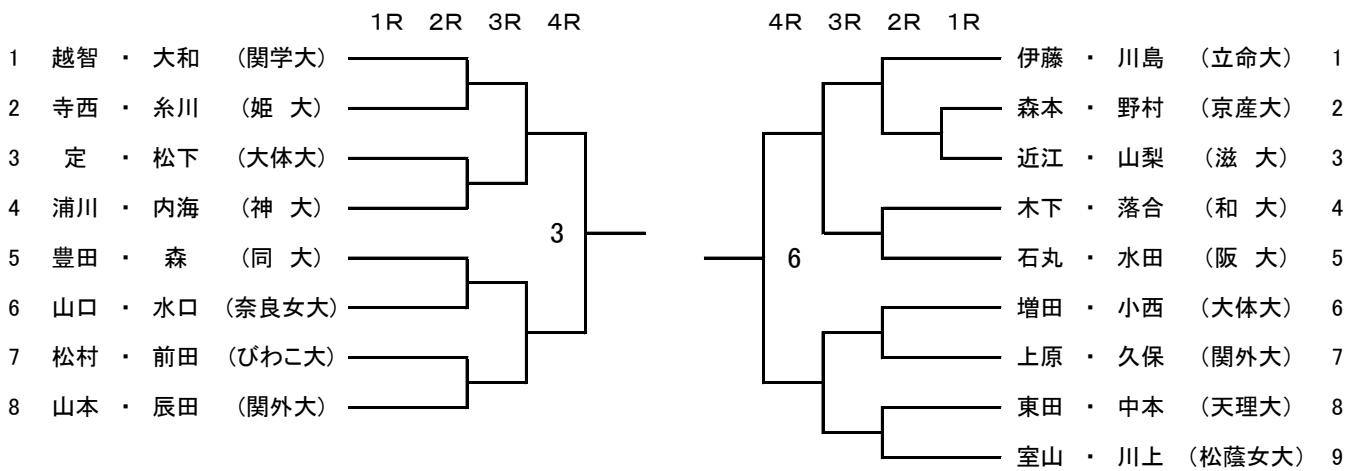 1R 2R 3R 4R
1 越智 ・ 大和 (関学大)
2 寺西 ・ 糸川 (姫 大)
3 定 ・ 松下 (大体大)
4 浦川 ・ 内海 (神 大)
3
5 豊田 ・ 森 (同 大)
6 山口 ・ 水口 (奈良女大)
7 松村 ・ 前田 (びわこ大)
8 山本 ・ 辰田 (関外大)
4R 3R 2R 1R
伊藤 ・ 川島 (立命大) 1
森本 ・ 野村 (京産大) 2
近江 ・ 山梨 (滋 大) 3
木下 ・ 落合 (和 大) 4
6
石丸 ・ 水田 (阪 大) 5
増田 ・ 小西 (大体大) 6
上原 ・ 久保 (関外大) 7
東田 ・ 中本 (天理大) 8
室山 ・ 川上 (松蔭女大) 9